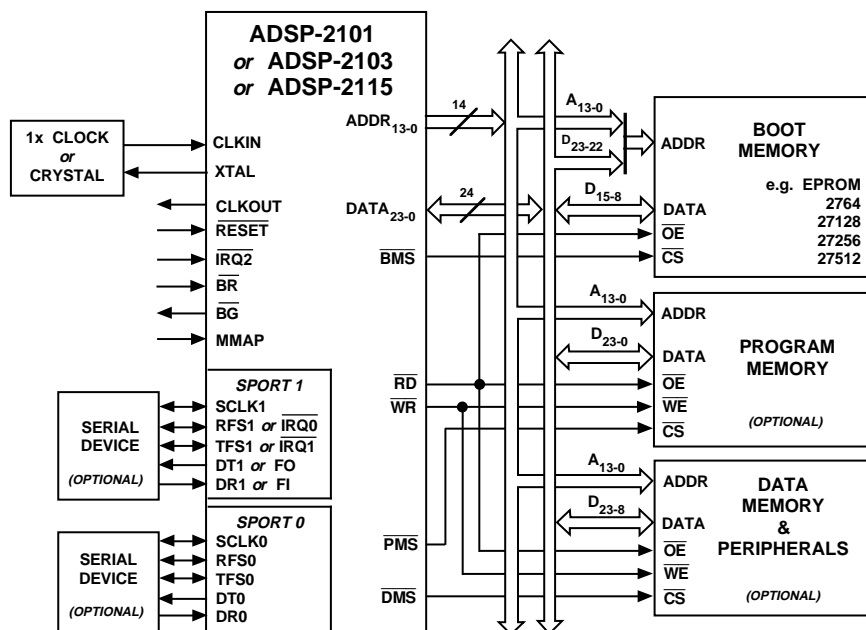 ADSP-2101
or ADSP-2103
or ADSP-2115
1x CLOCK
or
CRYSTAL
CLKIN
XTAL
CLKOUT
RESET
IRQ2
BR
BG
MMAP
ADDR13-0
14
DATA23-0
24
BMS
RD
WR
PMS
DMS
SPORT 1
SCLK1
RFS1 or IRQ0
TFS1 or IRQ1
DT1 or FO
DR1 or FI
SERIAL
DEVICE
(OPTIONAL)
SPORT 0
SCLK0
RFS0
TFS0
DT0
DR0
SERIAL
DEVICE
(OPTIONAL)
A13-0
D23-22
D15-8
ADDR
DATA
OE
CS
BOOT
MEMORY
e.g. EPROM
2764
27128
27256
27512
A13-0
D23-0
ADDR
DATA
OE
WE
CS
PROGRAM
MEMORY
(OPTIONAL)
A13-0
D23-8
ADDR
DATA
OE
WE
CS
DATA
MEMORY
&
PERIPHERALS
(OPTIONAL)